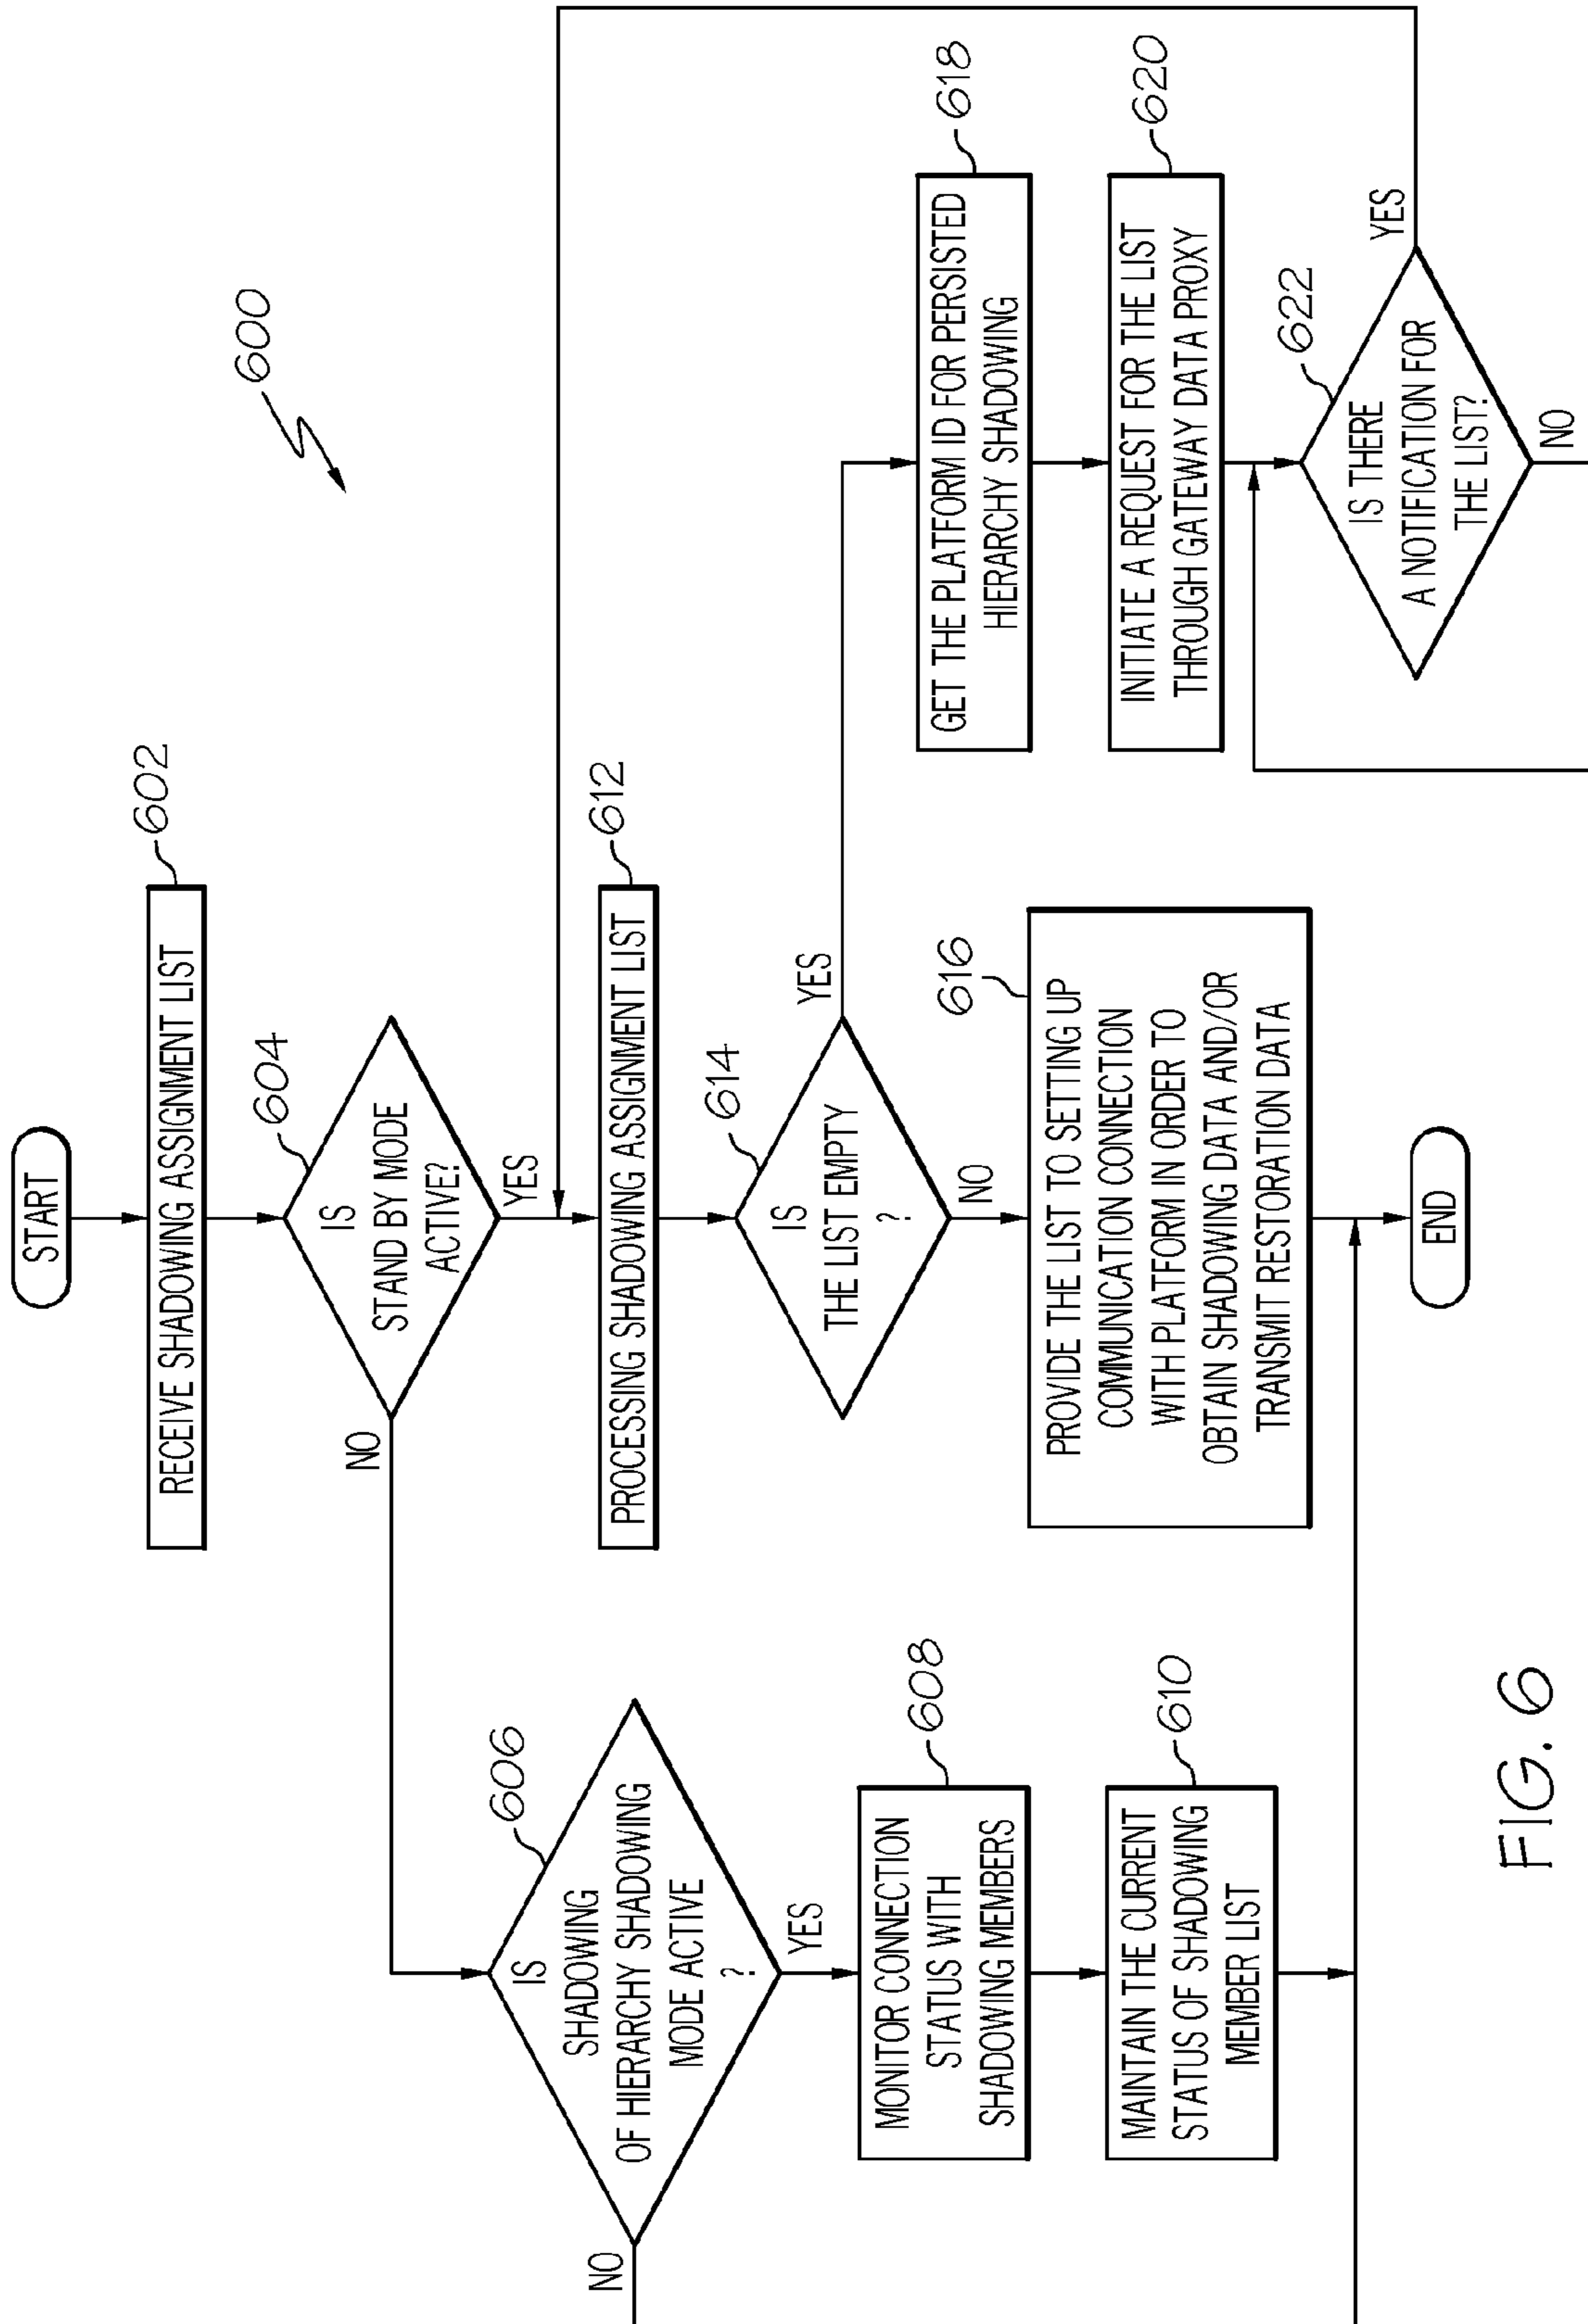 600
START
RECEIVE SHADOWING ASSIGNMENT LIST
602
604
IS
STAND BY MODE
ACTIVE?
NO
YES
606
IS
SHADOWING
OF HIERARCHY SHADOWING
MODE ACTIVE
?
NO
YES
608
MONITOR CONNECTION
STATUS WITH
SHADOWING MEMBERS
610
MAINTAIN THE CURRENT
STATUS OF SHADOWING
MEMBER LIST
612
PROCESSING SHADOWING ASSIGNMENT LIST
614
IS
THE LIST EMPTY
?
YES
NO
616
PROVIDE THE LIST TO SETTING UP
COMMUNICATION CONNECTION
WITH PLATFORM IN ORDER TO
OBTAIN SHADOWING DATA AND/OR
TRANSMIT RESTORATION DATA
618
GET THE PLATFORM ID FOR PERSISTED
HIERARCHY SHADOWING
620
INITIATE A REQUEST FOR THE LIST
THROUGH GATEWAY DATA PROXY
622
IS THERE
A NOTIFICATION FOR
THE LIST?
YES
NO
END
FIG. 6